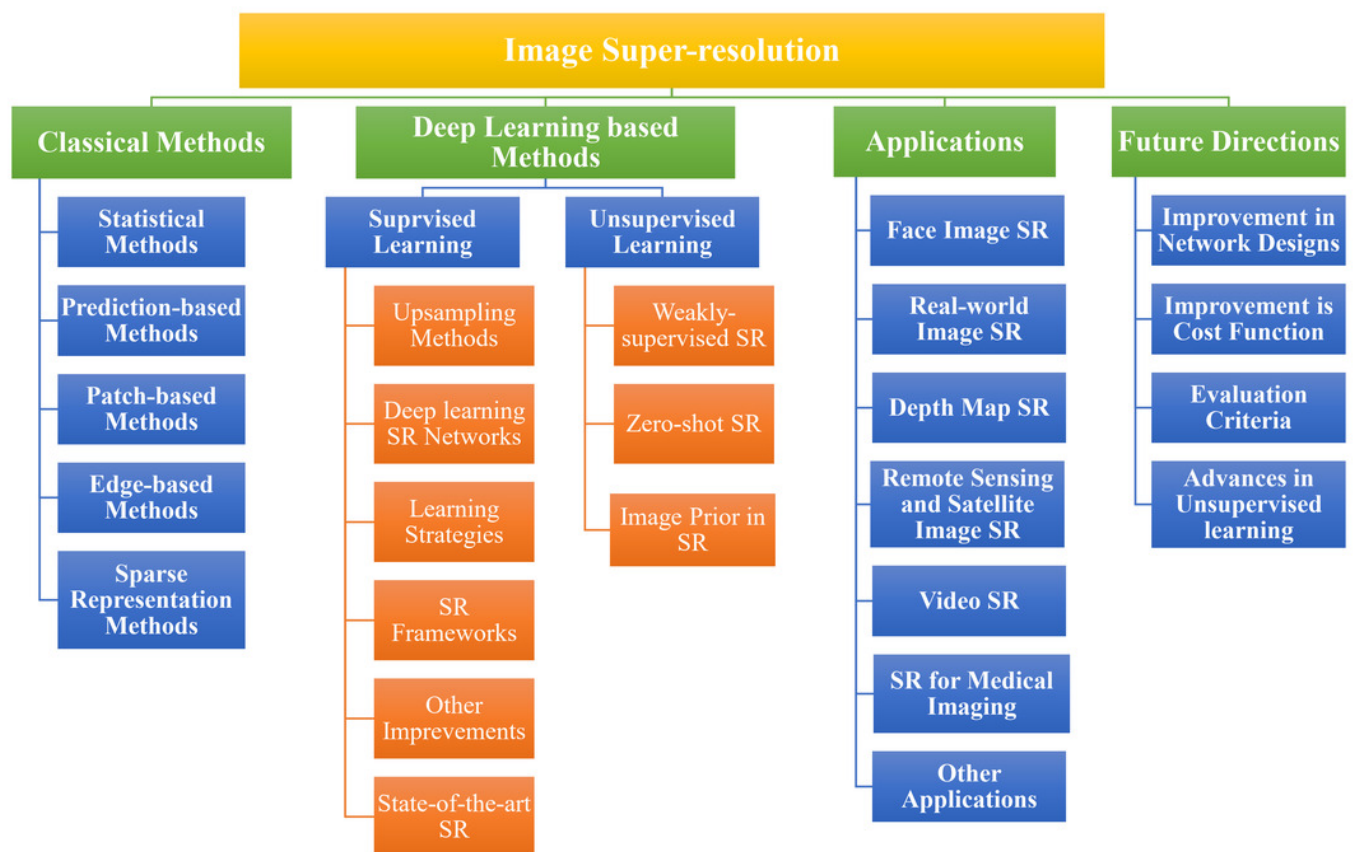 Image Super-resolution
Classical Methods
Statistical
Methods
Prediction-based
Methods
Patch-based
Methods
Edge-based
Methods
Sparse
Representation
Methods
Deep Learning based
Methods
Suprvised
Learning
Upsampling
Methods
Deep learning
SR Networks
Learning
Strategies
SR
Frameworks
Other
Imprevements
State-of-the-art
SR
Unsupervised
Learning
Weakly-
supervised SR
Zero-shot SR
Image Prior in
SR
Applications
Face Image SR
Real-world
Image SR
Depth Map SR
Remote Sensing
and Satellite
Image SR
Video SR
SR for Medical
Imaging
Other
Applications
Future Directions
Improvement in
Network Designs
Improvement is
Cost Function
Evaluation
Criteria
Advances in
Unsupervised
learning